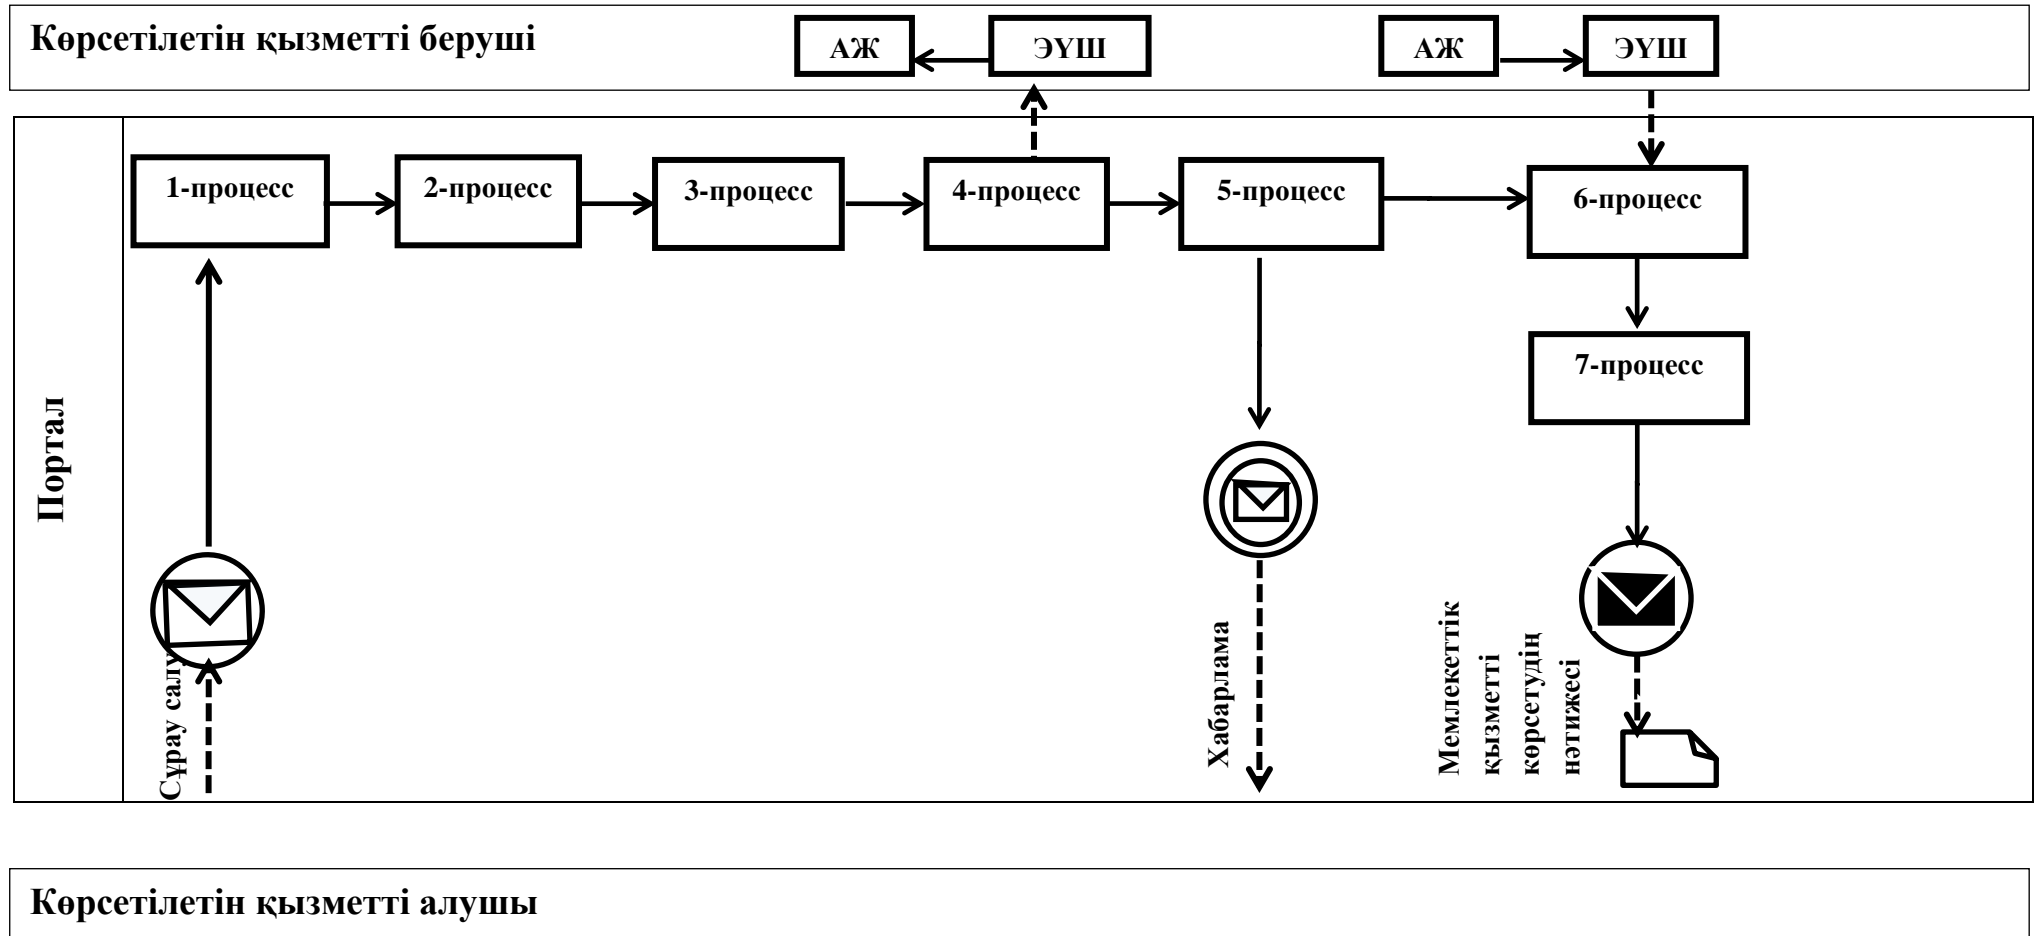 Көрсетілетін қызметті беруші
АЖ
ЭҮШ
АЖ
ЭҮШ
1-процесс
2-процесс
3-процесс
4-процесс
5-процесс
6-процесс
7-процесс
Портал
Сұрау салу
Хабарлама
Мемлекеттік
қызметті
көрсетудің
нәтижесі
Көрсетілетін қызметті алушы